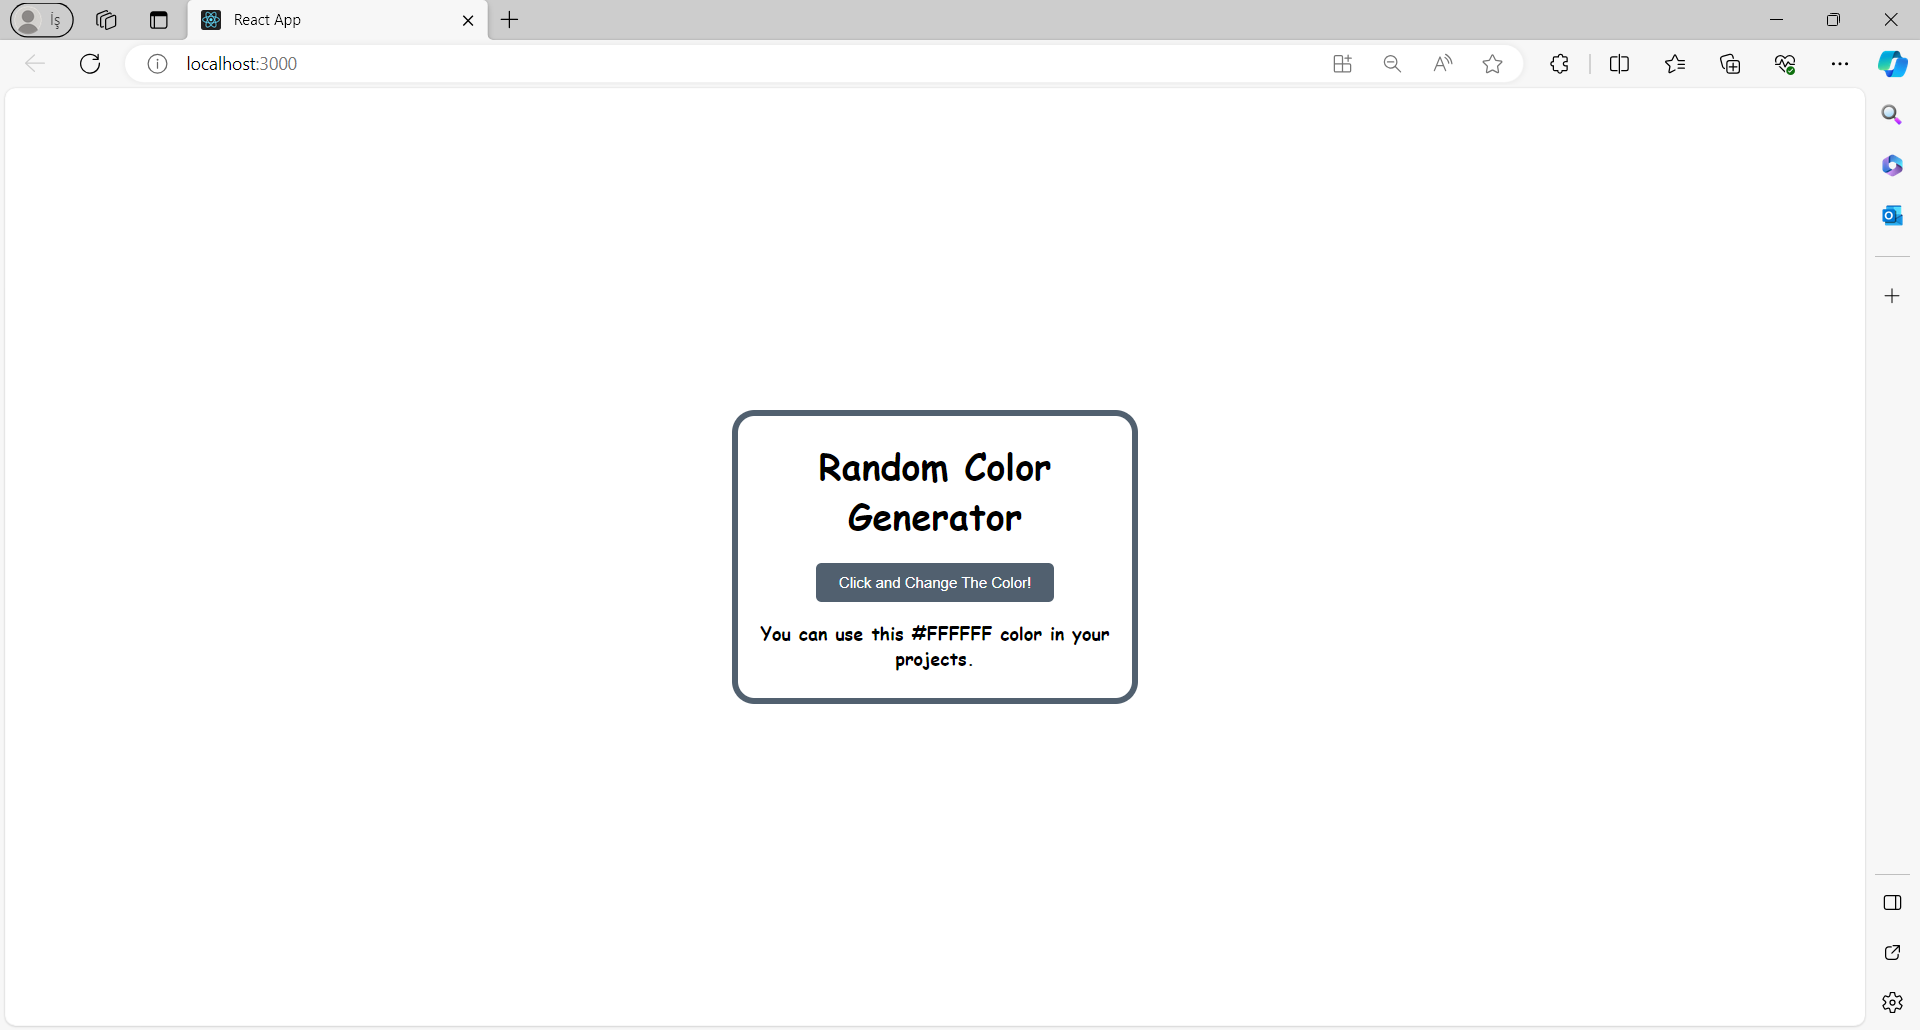 İş
React App
localhost:3000
Random Color
Generator
Click and Change The Color!
You can use this #FFFFFF color in your
projects.